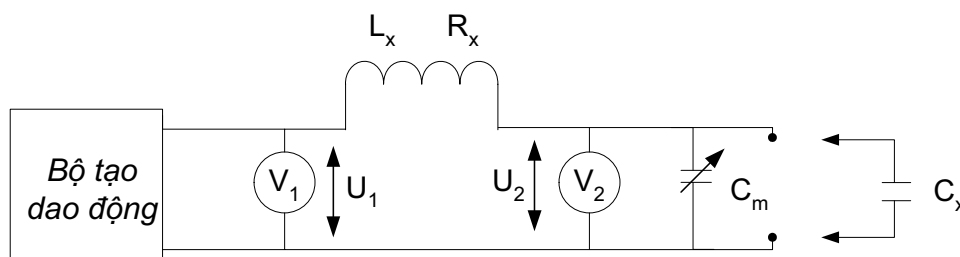 Lx Rx
Bộ tạo
dao động
V1
U1
U2
V2
Cm
Cx